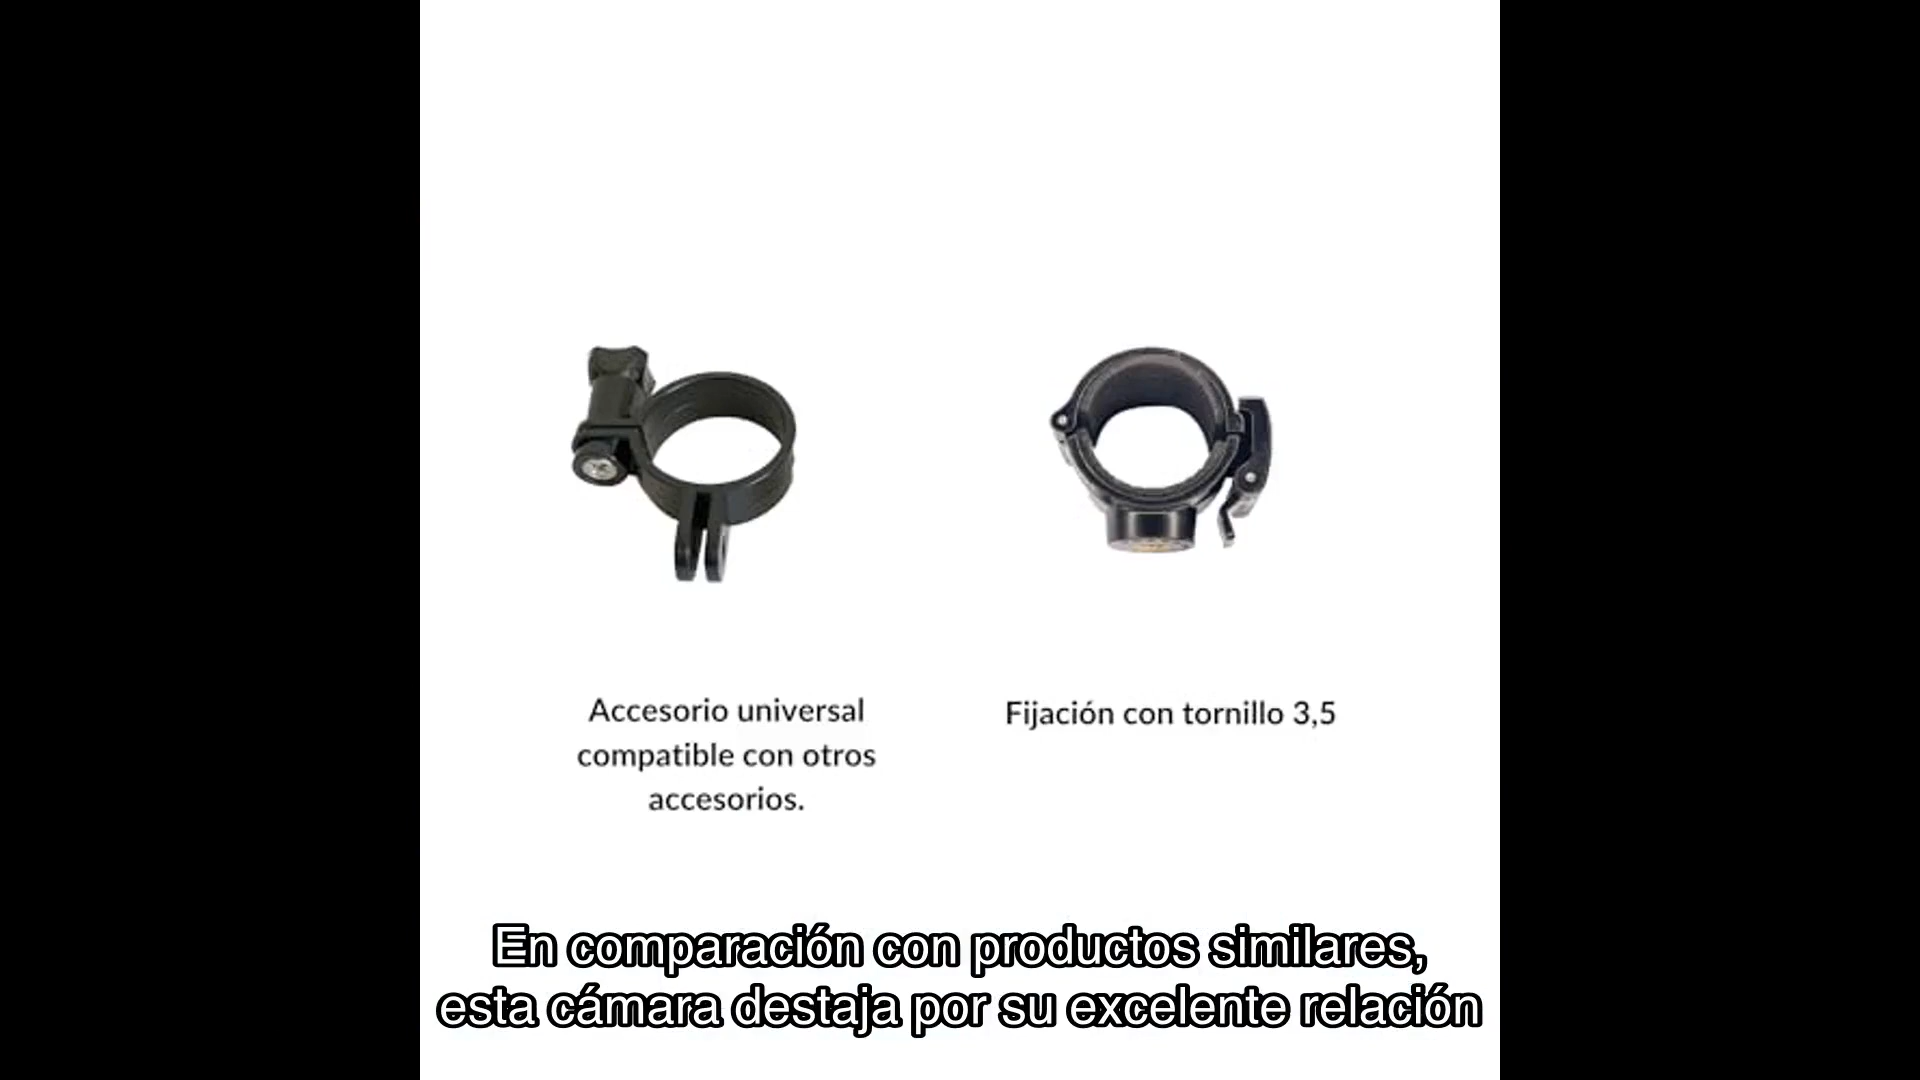 Accesorio universal
compatible con otros
accesorios.
Fijación con tornillo 3,5
En comparación con productos similares,
esta cámara destaja por su excelente relación